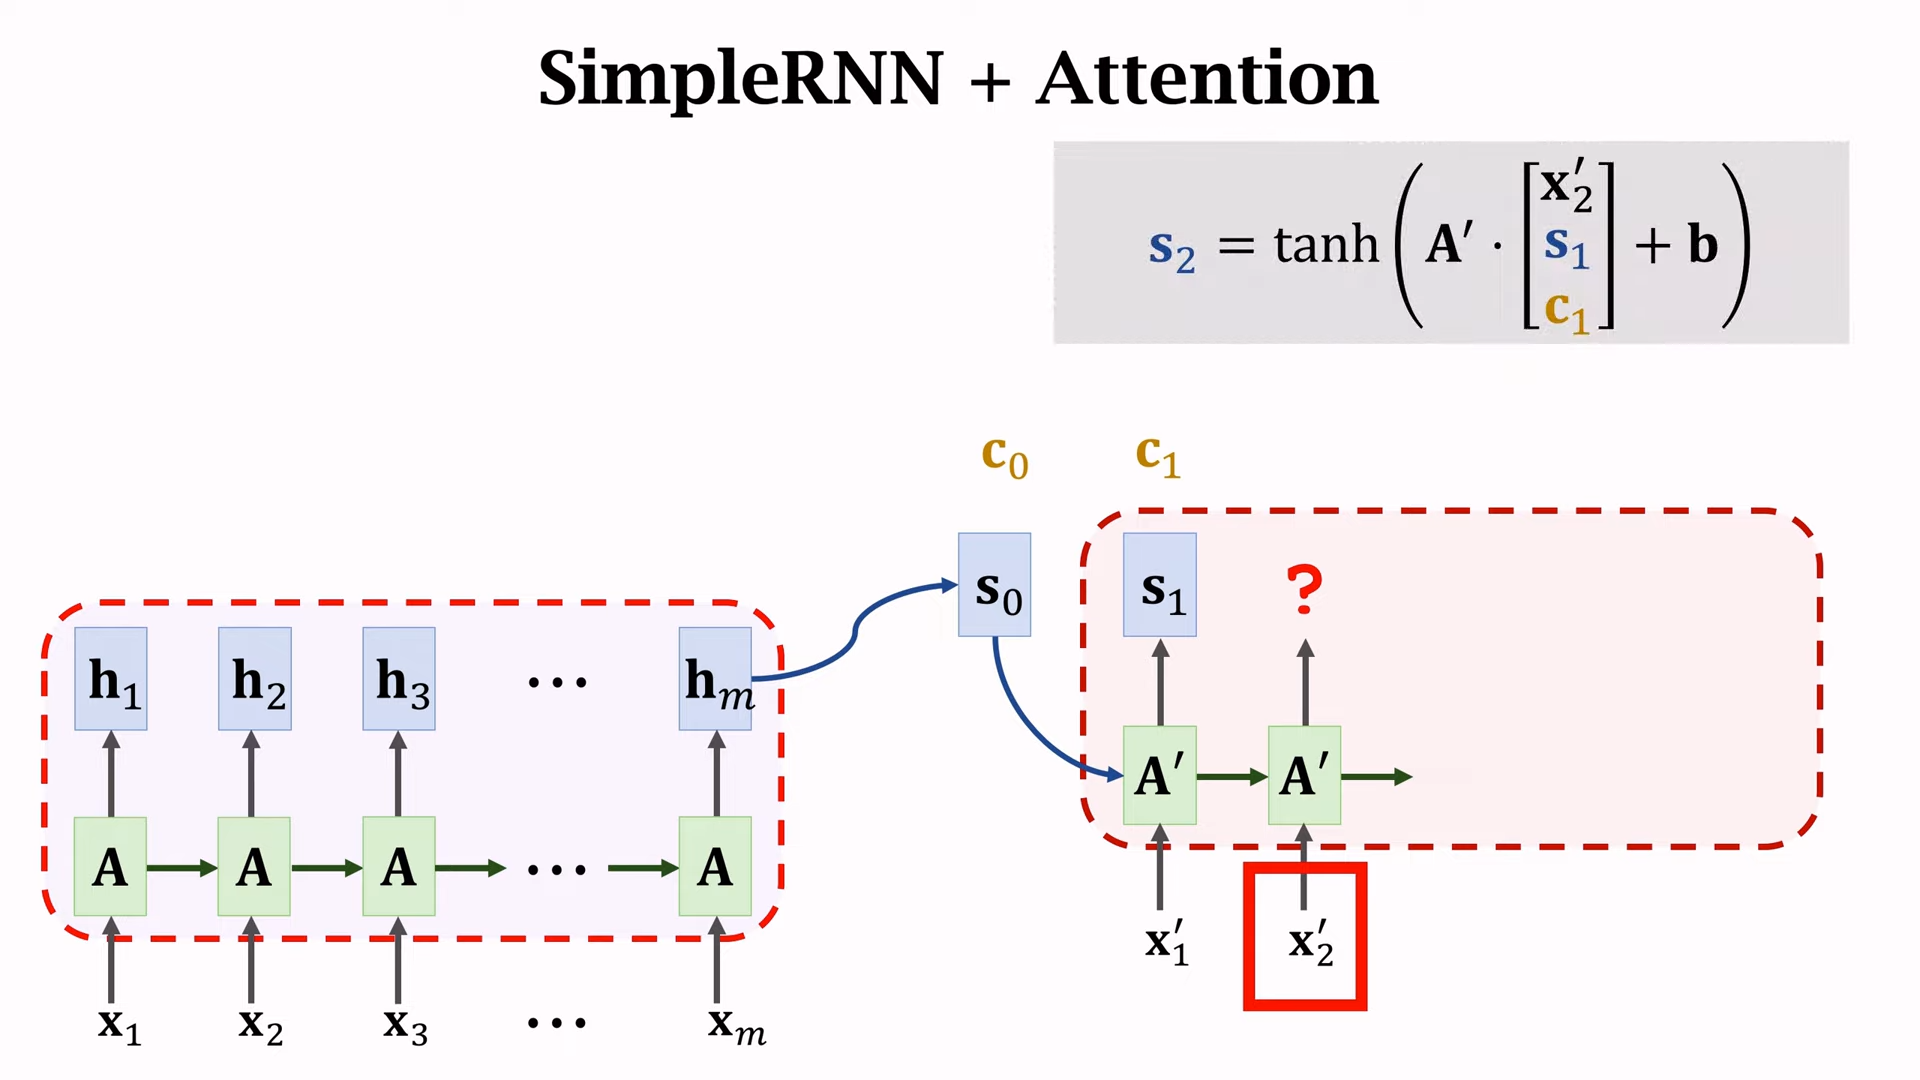 SimpleRNN + Attention
s₂ = tanh(A′ · [x′₂ s₁ c₁] + b)
c₀ c₁
s₀ s₁ ?
h₁ h₂ h₃ ⋯ hₘ
A′ A′
A A A ⋯ A
x′₁ x′₂
x₁ x₂ x₃ ⋯ xₘ